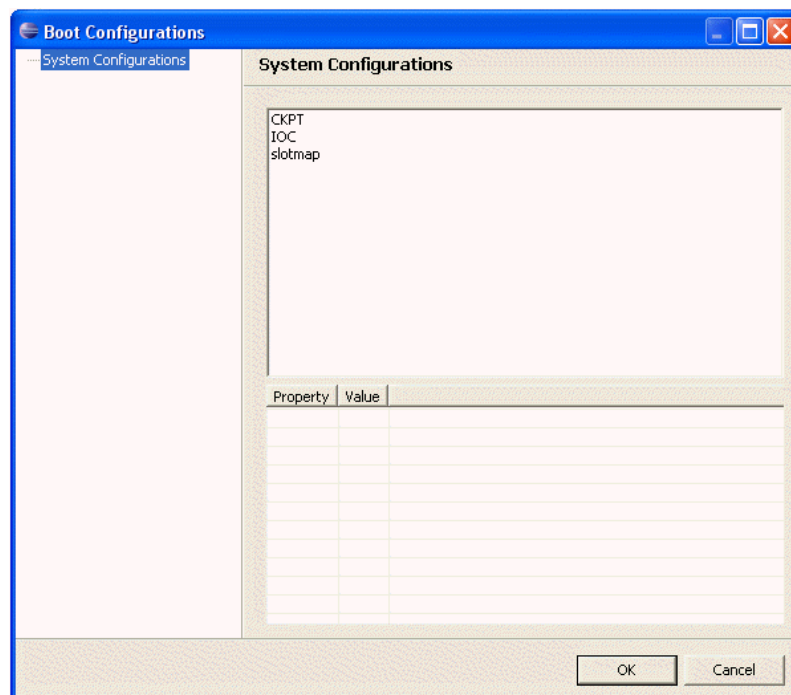 Boot Configurations
System Configurations
System Configurations
CKPT
IOC
slotmap
Property Value
OK Cancel